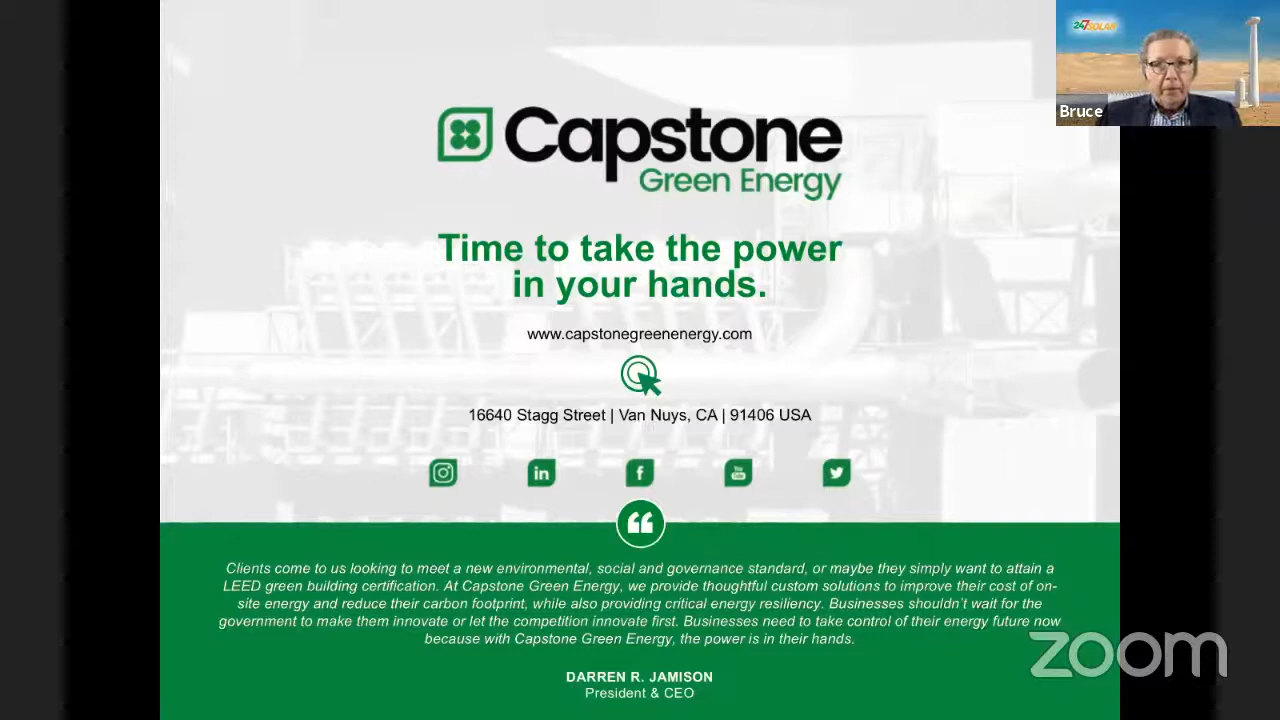 247SOLAR
Bruce
Capstone
Green Energy
Time to take the power
in your hands.
www.capstonegreenenergy.com
16640 Stagg Street | Van Nuys, CA | 91406 USA
in
f
You
Tube
Clients come to us looking to meet a new environmental, social and governance standard, or maybe they simply want to attain a
LEED green building certification. At Capstone Green Energy, we provide thoughtful custom solutions to improve their cost of on-
site energy and reduce their carbon footprint, while also providing critical energy resiliency. Businesses shouldn't wait for the
government to make them innovate or let the competition innovate first. Businesses need to take control of their energy future now
because with Capstone Green Energy, the power is in their hands.
DARREN R. JAMISON
President & CEO
zoom